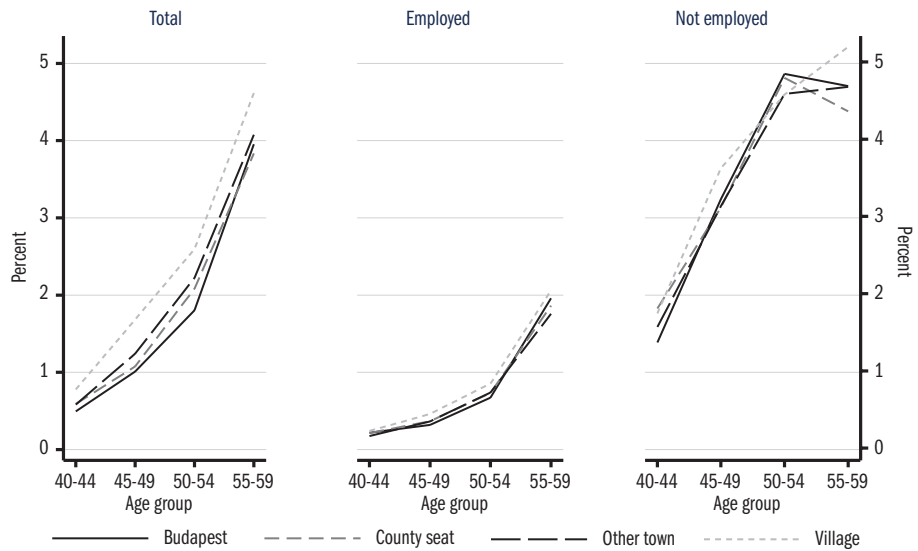 Total Employed Not employed
5 5
4 4
3 3
2 2
1 1
0 0
Percent
Percent
40-44 45-49 50-54 55-59 40-44 45-49 50-54 55-59 40-44 45-49 50-54 55-59
Age group Age group Age group
Budapest County seat Other town Village